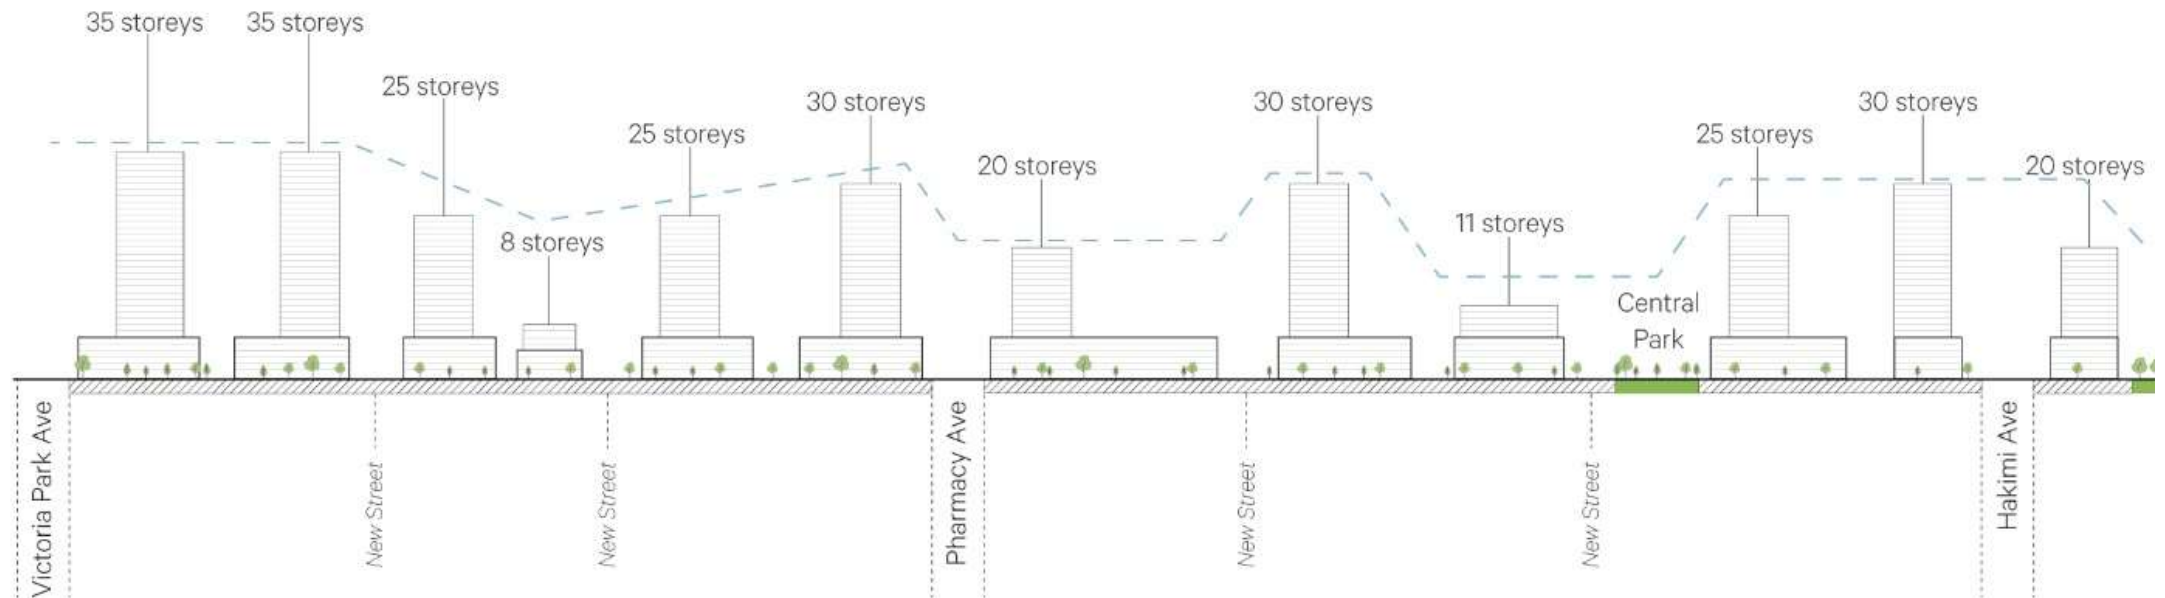 35 storeys
35 storeys
25 storeys
8 storeys
25 storeys
30 storeys
20 storeys
30 storeys
11 storeys
Central
Park
25 storeys
30 storeys
20 storeys
Victoria Park Ave
New Street
New Street
Pharmacy Ave
New Street
New Street
Hakimi Ave